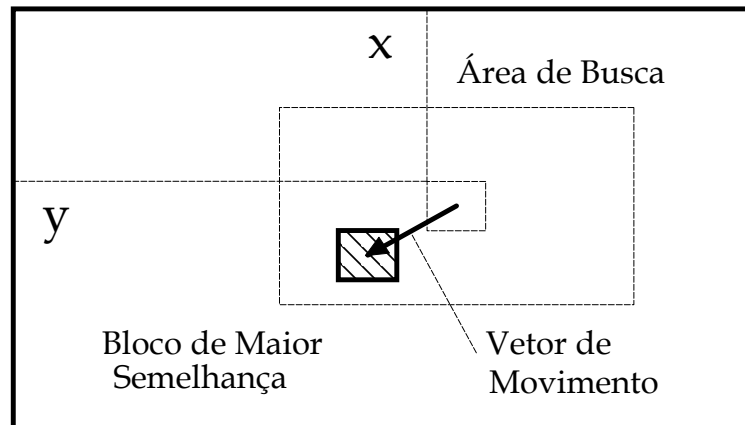 x
Área de Busca
y
Bloco de Maior
Semelhança
Vetor de
Movimento